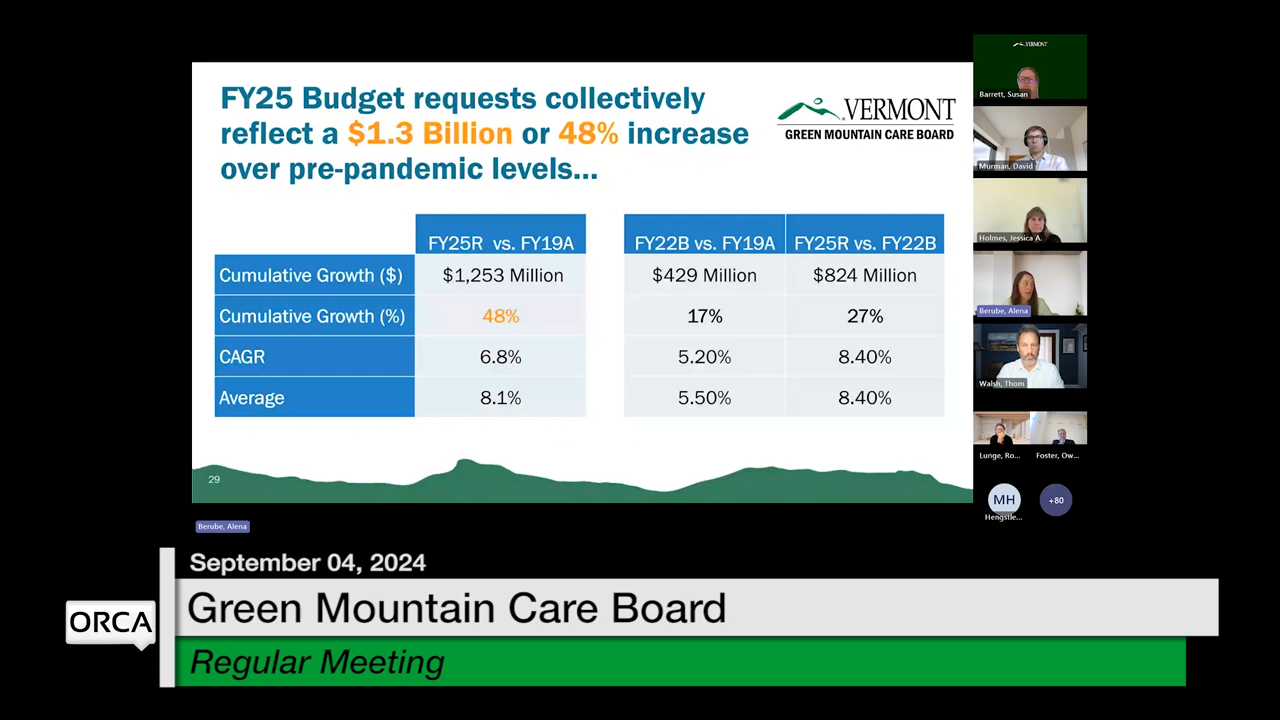 FY25 Budget requests collectively
reflect a $1.3 Billion or 48% increase
over pre-pandemic levels...
VERMONT
GREEN MOUNTAIN CARE BOARD
FY25R vs. FY19A
FY22B vs. FY19A
FY25R vs. FY22B
Cumulative Growth ($)
$1,253 Million
$429 Million
$824 Million
Cumulative Growth (%)
48%
17%
27%
CAGR
6.8%
5.20%
8.40%
Average
8.1%
5.50%
8.40%
29
VERMONT
Barrett, Susan
Murman, David
Holmes, Jessica A.
Berube, Alena
Walsh, Thom
Lunge, Ro...
Foster, Ow...
MH
+80
Hengstle...
Berube, Alena
September 04, 2024
ORCA
Green Mountain Care Board
Regular Meeting